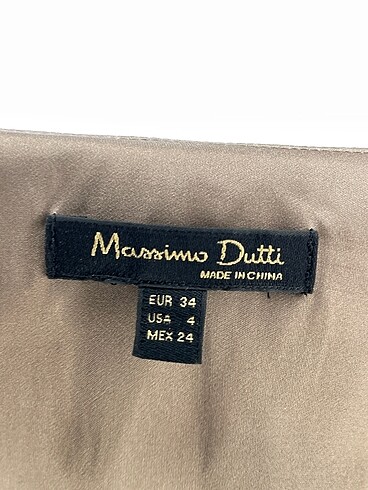 Massimo Dutti
MADE IN CHINA
EUR 34
USA 4
MEX 24